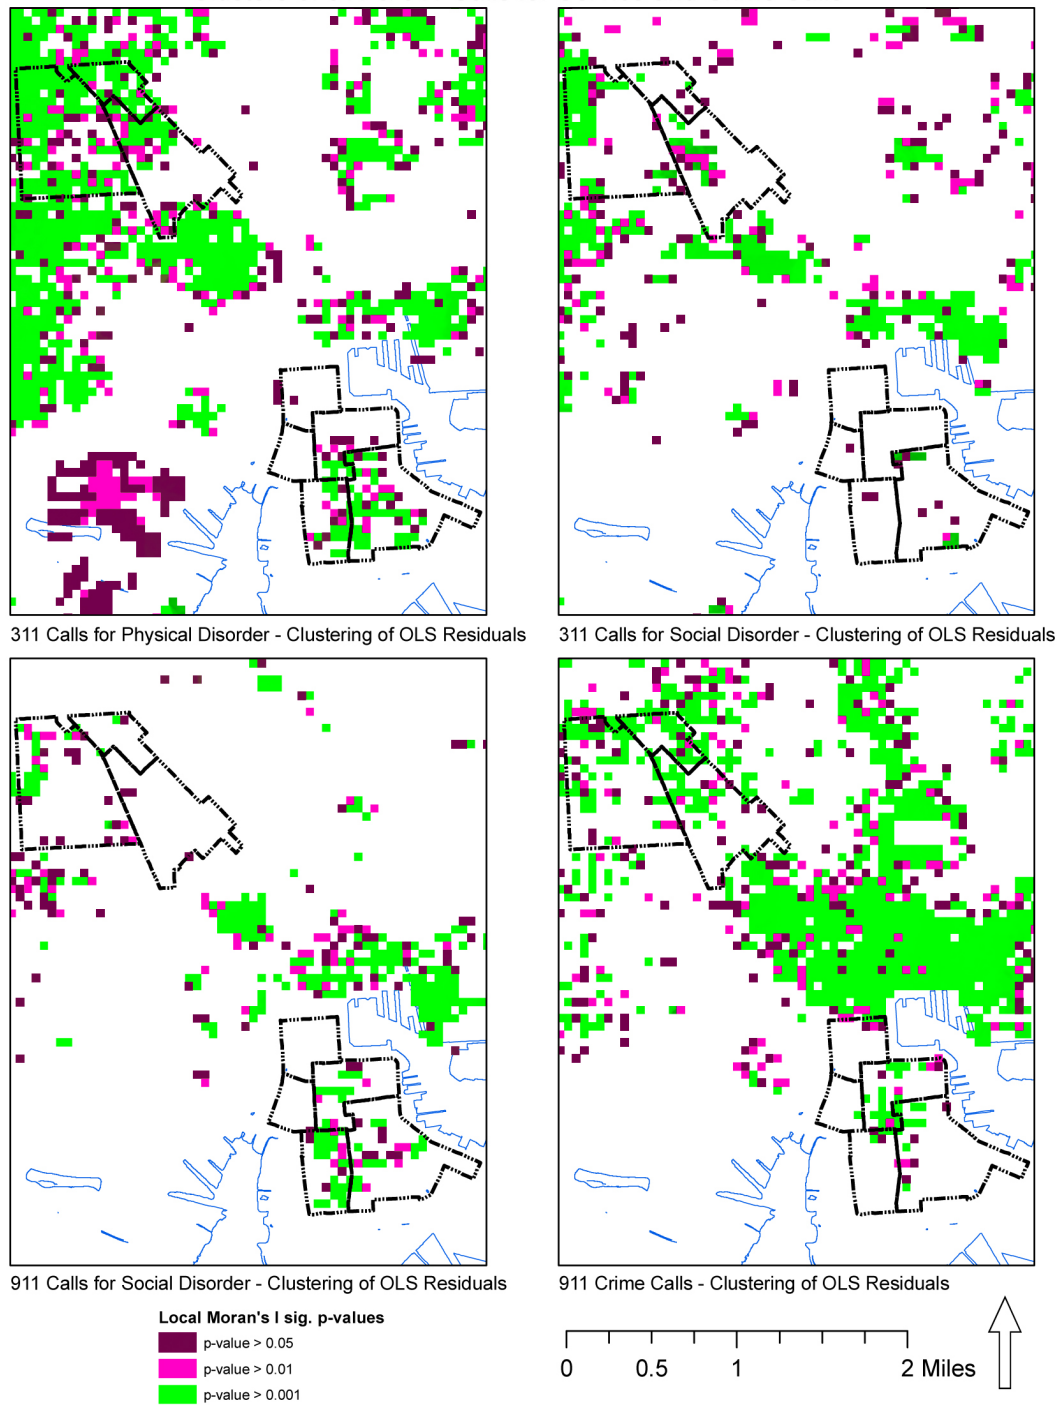 311 Calls for Physical Disorder - Clustering of OLS Residuals
311 Calls for Social Disorder - Clustering of OLS Residuals
911 Calls for Social Disorder - Clustering of OLS Residuals
911 Crime Calls - Clustering of OLS Residuals
Local Moran's I sig. p-values
p-value > 0.05
p-value > 0.01
p-value > 0.001
0 0.5 1 2 Miles